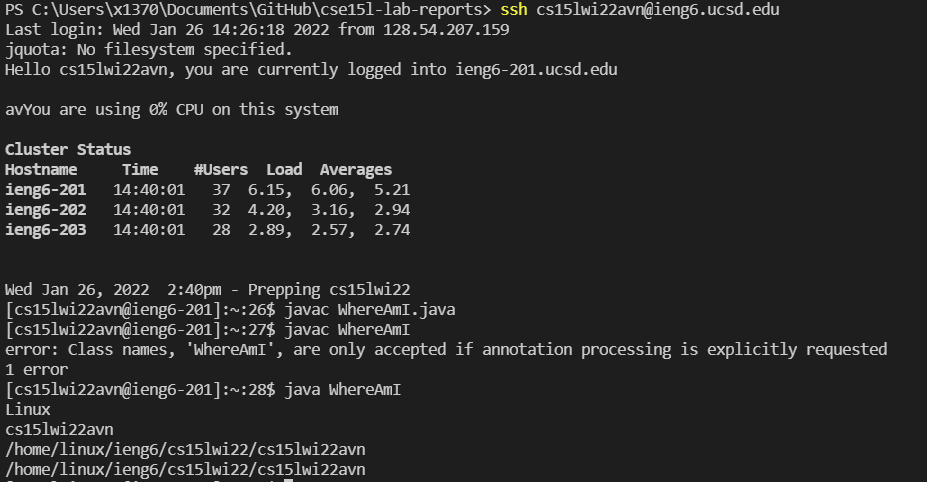 PS C:\Users\x1370\Documents\GitHub\cse15l-lab-reports> ssh cs15lwi22avn@ieng6.ucsd.edu
Last login: Wed Jan 26 14:26:18 2022 from 128.54.207.159
jquota: No filesystem specified.
Hello cs15lwi22avn, you are currently logged into ieng6-201.ucsd.edu
avYou are using 0% CPU on this system
Cluster Status
Hostname     Time    #Users  Load  Averages
ieng6-201   14:40:01   37  6.15,  6.06,  5.21
ieng6-202   14:40:01   32  4.20,  3.16,  2.94
ieng6-203   14:40:01   28  2.89,  2.57,  2.74
Wed Jan 26, 2022  2:40pm - Prepping cs15lwi22
[cs15lwi22avn@ieng6-201]:~:26$ javac WhereAmI.java
[cs15lwi22avn@ieng6-201]:~:27$ javac WhereAmI
error: Class names, 'WhereAmI', are only accepted if annotation processing is explicitly requested
1 error
[cs15lwi22avn@ieng6-201]:~:28$ java WhereAmI
Linux
cs15lwi22avn
/home/linux/ieng6/cs15lwi22/cs15lwi22avn
/home/linux/ieng6/cs15lwi22/cs15lwi22avn